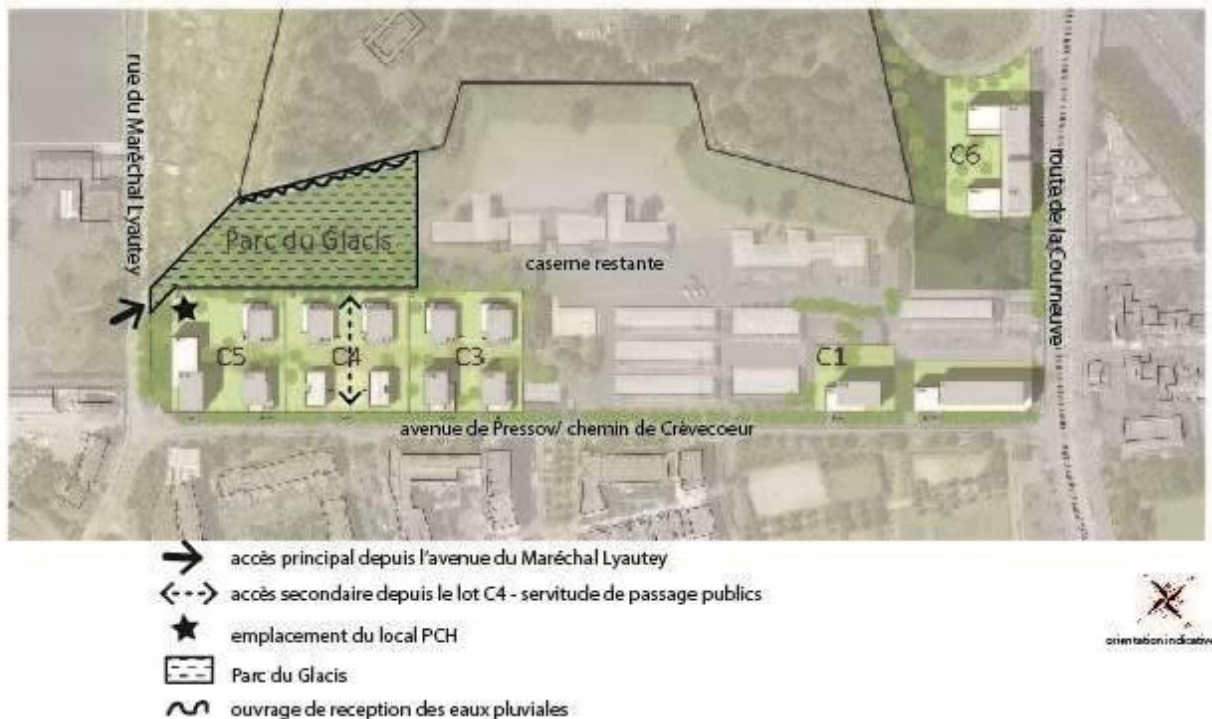 rue du Maréchal Lyautey
C6
route de la Courneuve
Parc du Glacis
caserne restante
C5
C4
C3
C1
avenue de Pressov/ chemin de Crèvecoeur
accès principal depuis l'avenue du Maréchal Lyautey
accès secondaire depuis le lot C4 - servitude de passage publics
emplacement du local PCH
Parc du Glacis
ouvrage de reception des eaux pluviales
orientation indicative